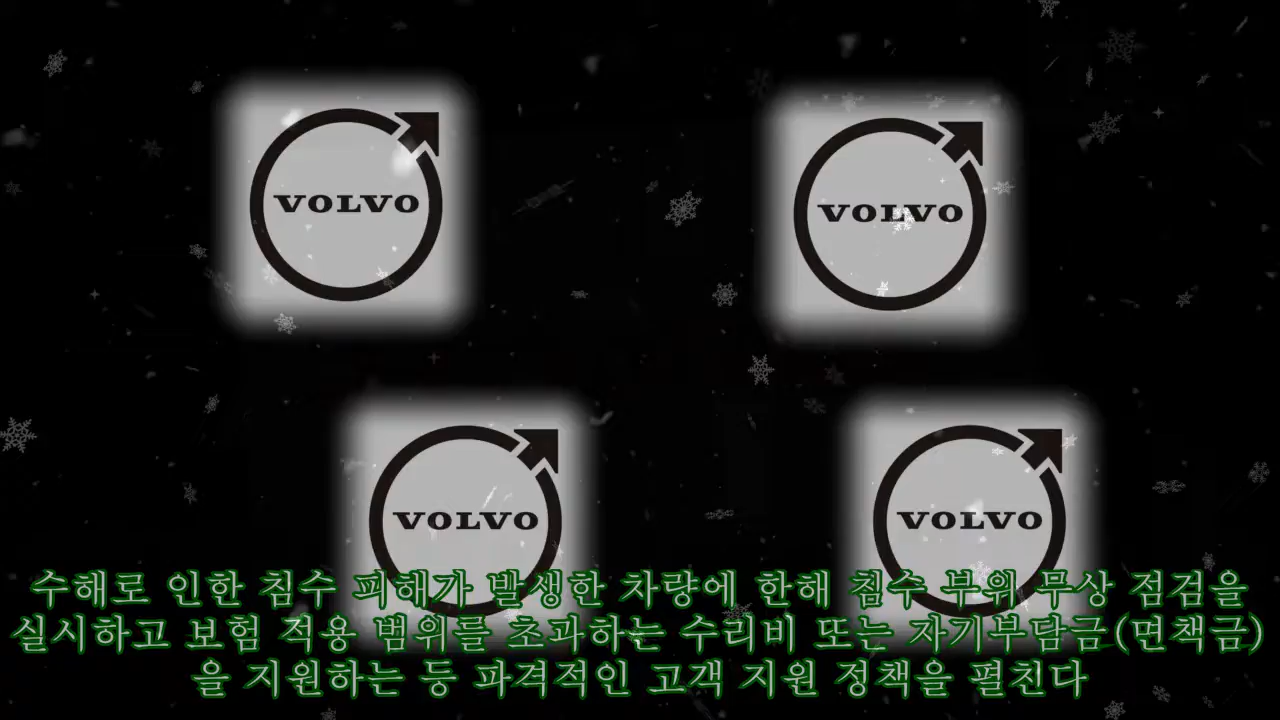 VOLVO
VOLVO
VOLVO
VOLVO
수해로 인한 침수 피해가 발생한 차량에 한해 침수 부위 무상 점검을
실시하고 보험 적용 범위를 초과하는 수리비 또는 자기부담금(면책금)
을 지원하는 등 파격적인 고객 지원 정책을 펼친다